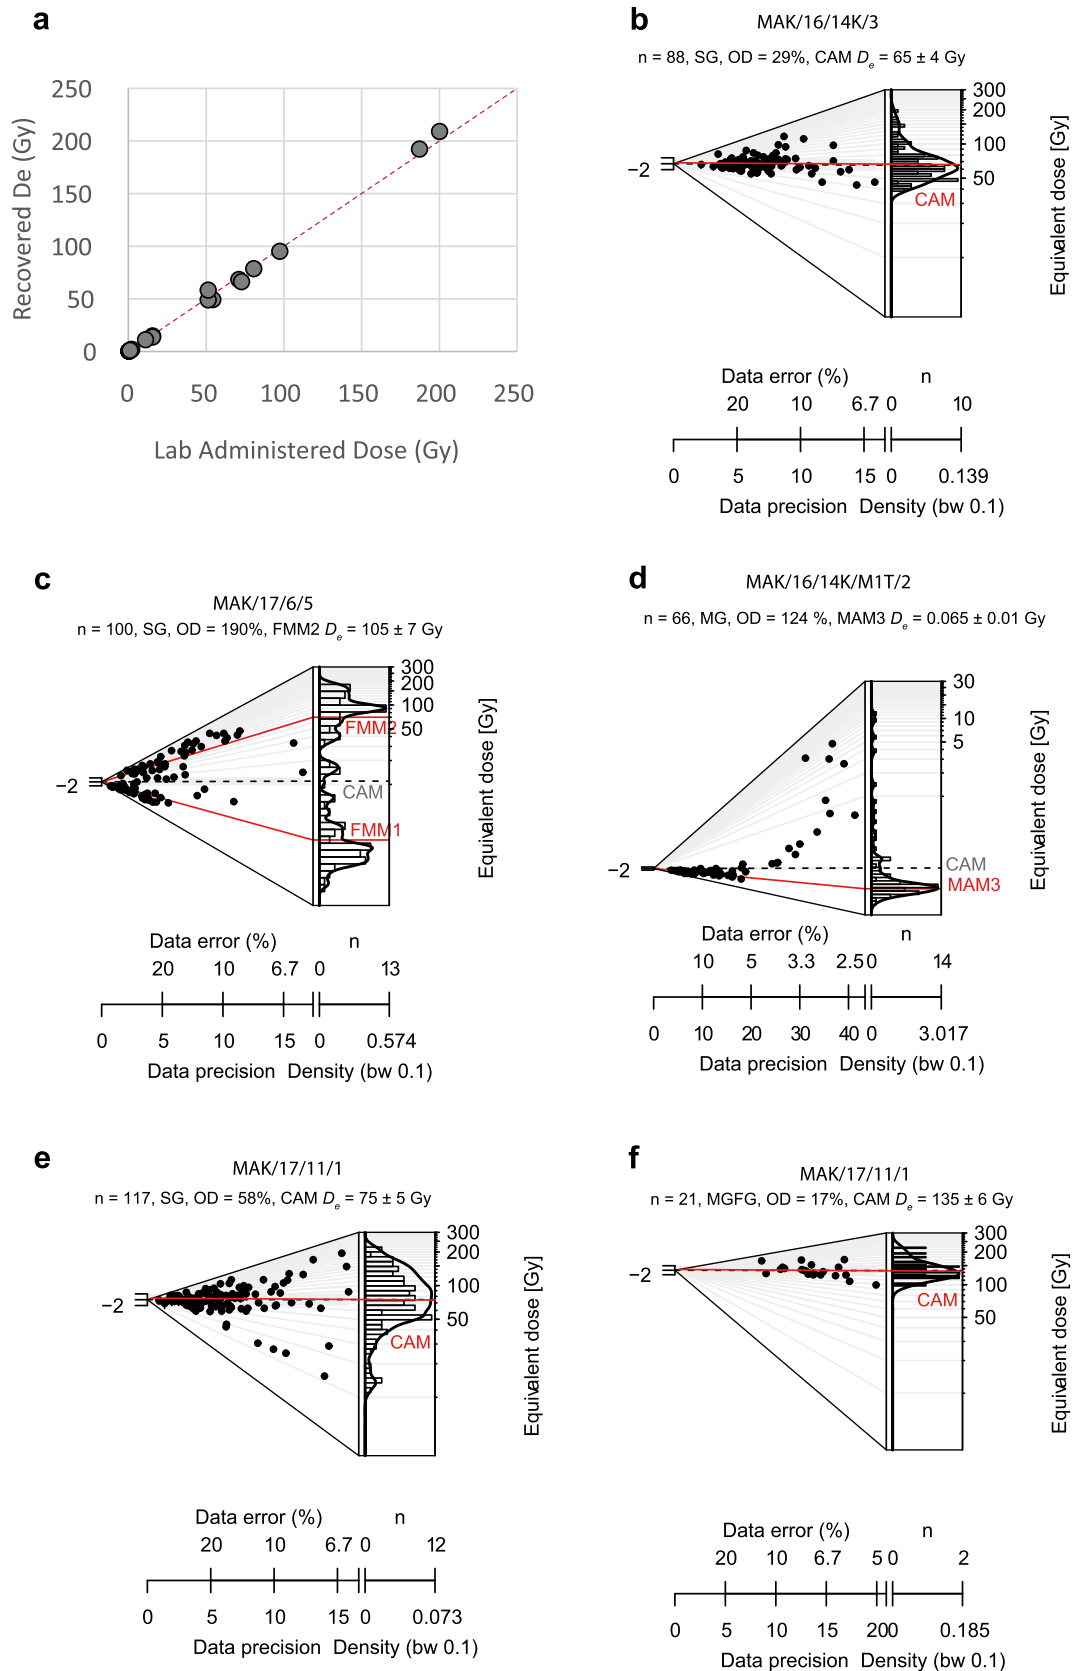 a
250
200
150
100
50
0
0 50 100 150 200 250
Recovered De (Gy)
Lab Administered Dose (Gy)
b
MAK/16/14K/3
n = 88, SG, OD = 29%, CAM De = 65 ± 4 Gy
300
200
100
50
−2
CAM
Equivalent dose [Gy]
Data error (%) n
20 10 6.7 0 10
0 5 10 15 0 0.139
Data precision Density (bw 0.1)
c
MAK/17/6/5
n = 100, SG, OD = 190%, FMM2 De = 105 ± 7 Gy
300
200
100
50
FMM2
−2
CAM
FMM1
Equivalent dose [Gy]
Data error (%) n
20 10 6.7 0 13
0 5 10 15 0 0.574
Data precision Density (bw 0.1)
d
MAK/16/14K/M1T/2
n = 66, MG, OD = 124 %, MAM3 De = 0.065 ± 0.01 Gy
30
10
5
−2
CAM
MAM3
Equivalent dose [Gy]
Data error (%) n
10 5 3.3 2.5 0 14
0 10 20 30 40 0 3.017
Data precision Density (bw 0.1)
e
MAK/17/11/1
n = 117, SG, OD = 58%, CAM De = 75 ± 5 Gy
300
200
100
50
−2
CAM
Equivalent dose [Gy]
Data error (%) n
20 10 6.7 0 12
0 5 10 15 0 0.073
Data precision Density (bw 0.1)
f
MAK/17/11/1
n = 21, MGFG, OD = 17%, CAM De = 135 ± 6 Gy
300
200
100
50
−2
CAM
Equivalent dose [Gy]
Data error (%) n
20 10 6.7 5 0 2
0 5 10 15 20 0 0.185
Data precision Density (bw 0.1)